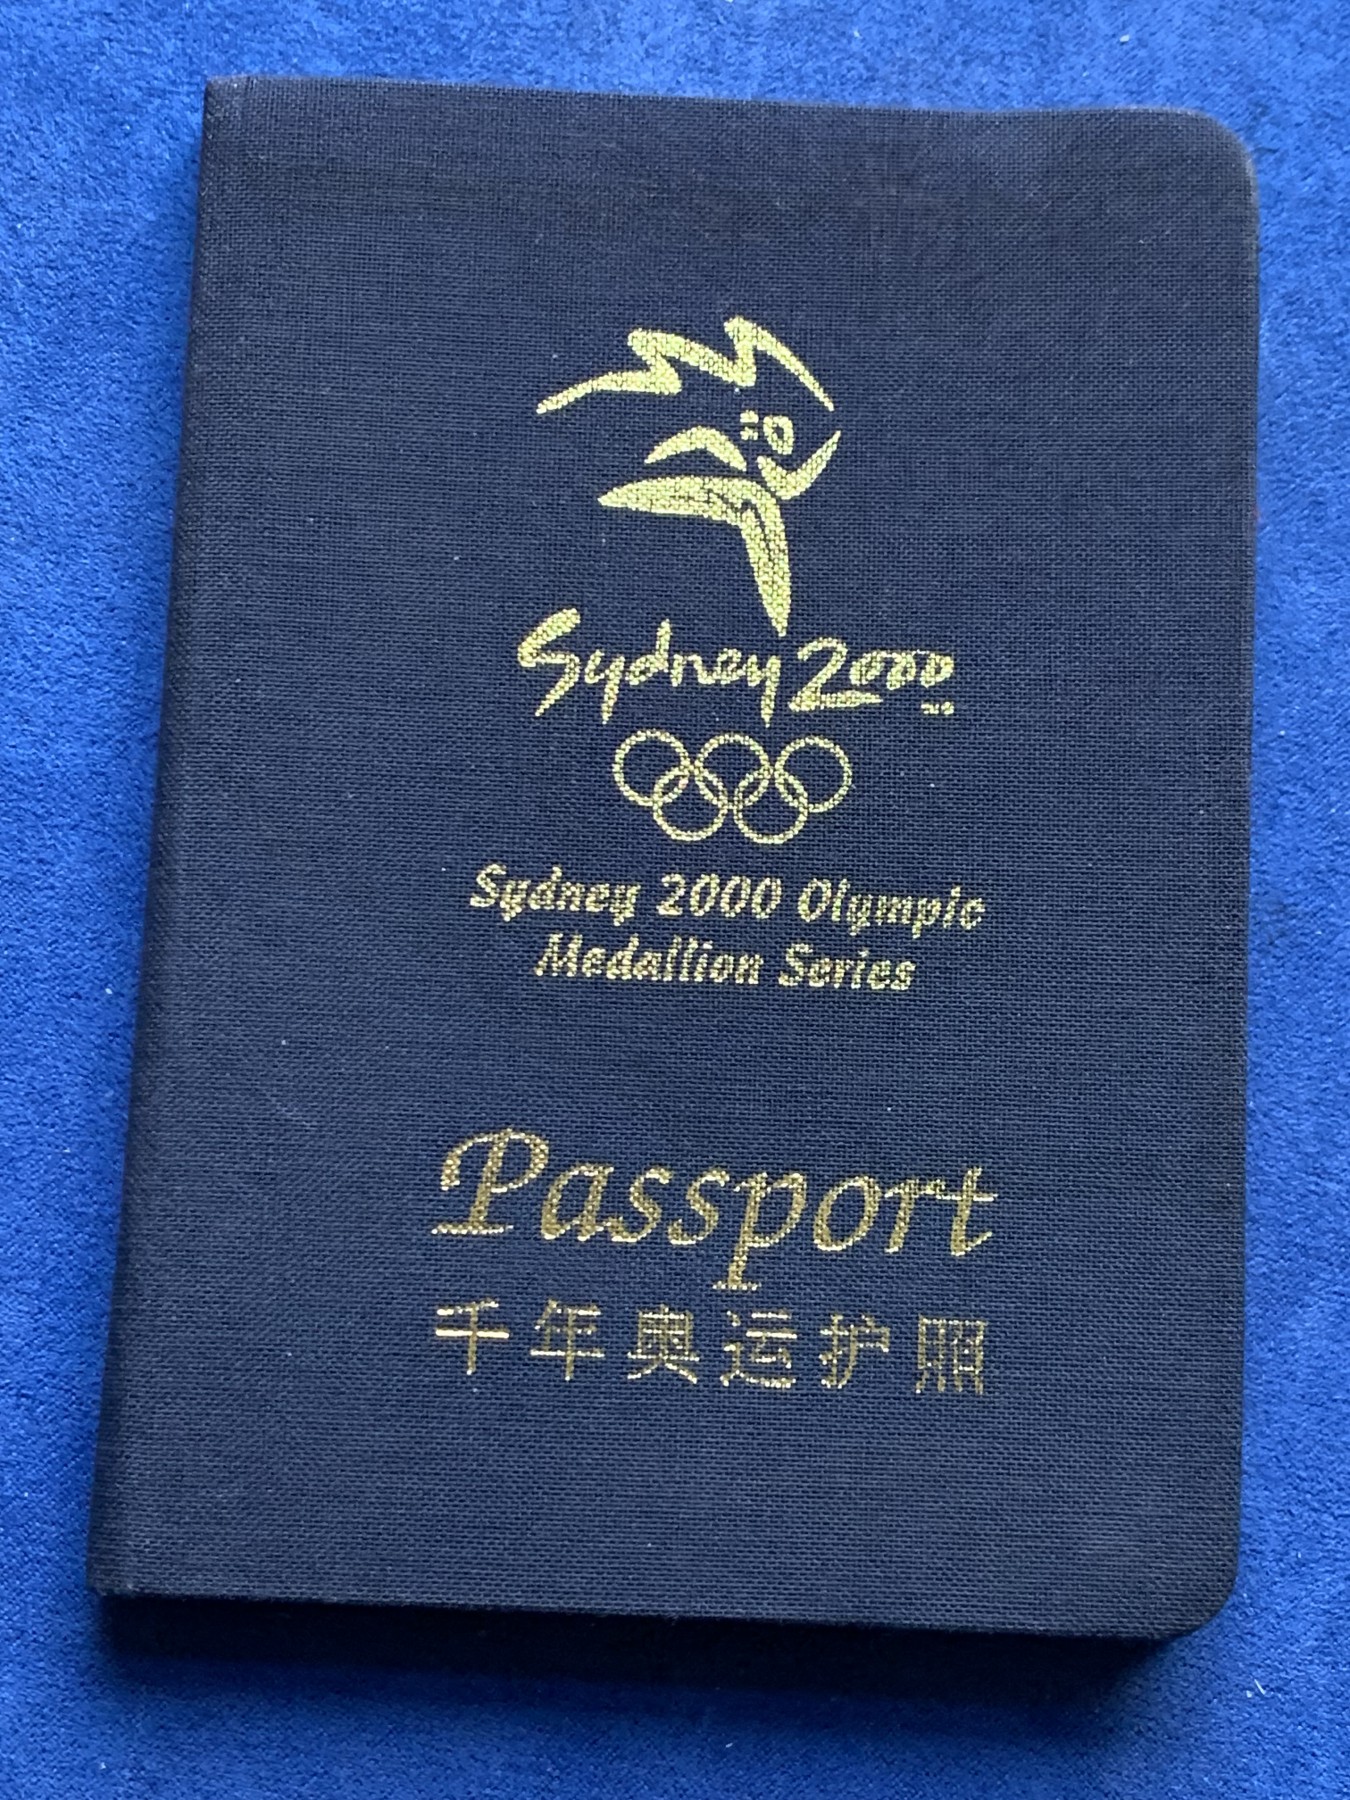 Sydney 2000
Sydney 2000 Olympic
Medallion Series
Passport
千年奥运护照